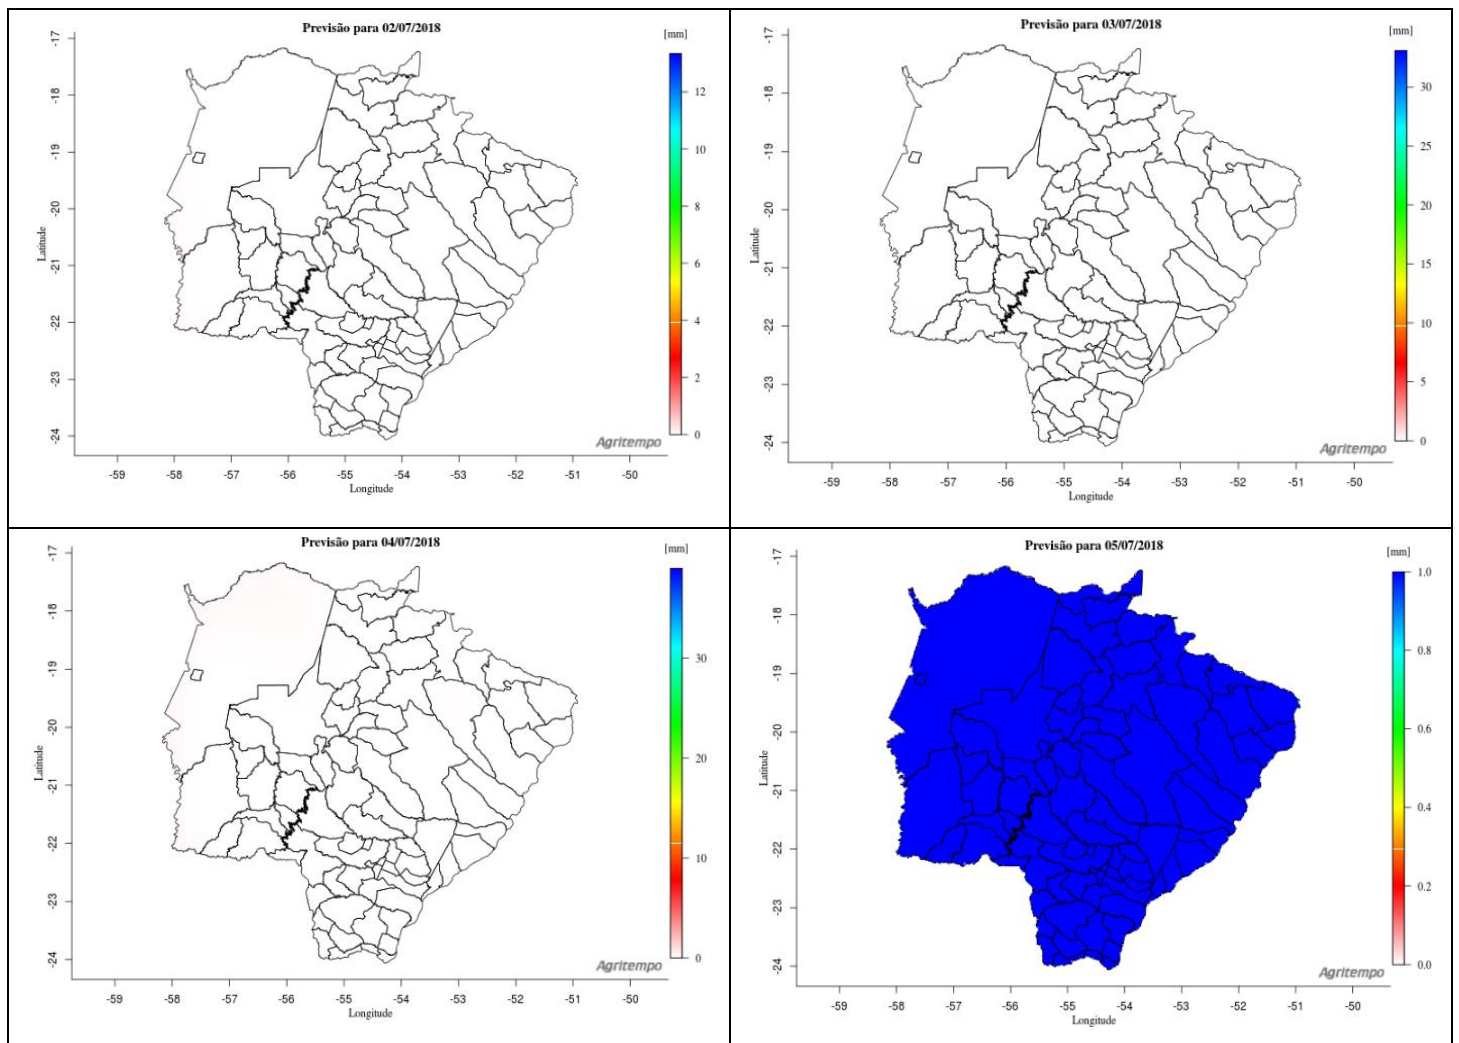 Previsão para 02/07/2018
[mm]
-17
-18
-19
-20
-21
-22
-23
-24
Latitude
12
10
8
6
4
2
0
Agritempo
-59 -58 -57 -56 -55 -54 -53 -52 -51 -50
Longitude
Previsão para 03/07/2018
[mm]
-17
-18
-19
-20
-21
-22
-23
-24
Latitude
30
25
20
15
10
5
0
Agritempo
-59 -58 -57 -56 -55 -54 -53 -52 -51 -50
Longitude
Previsão para 04/07/2018
[mm]
-17
-18
-19
-20
-21
-22
-23
-24
Latitude
30
20
10
0
Agritempo
-59 -58 -57 -56 -55 -54 -53 -52 -51 -50
Longitude
Previsão para 05/07/2018
[mm]
-17
-18
-19
-20
-21
-22
-23
-24
Latitude
1.0
0.8
0.6
0.4
0.2
0.0
Agritempo
-59 -58 -57 -56 -55 -54 -53 -52 -51 -50
Longitude